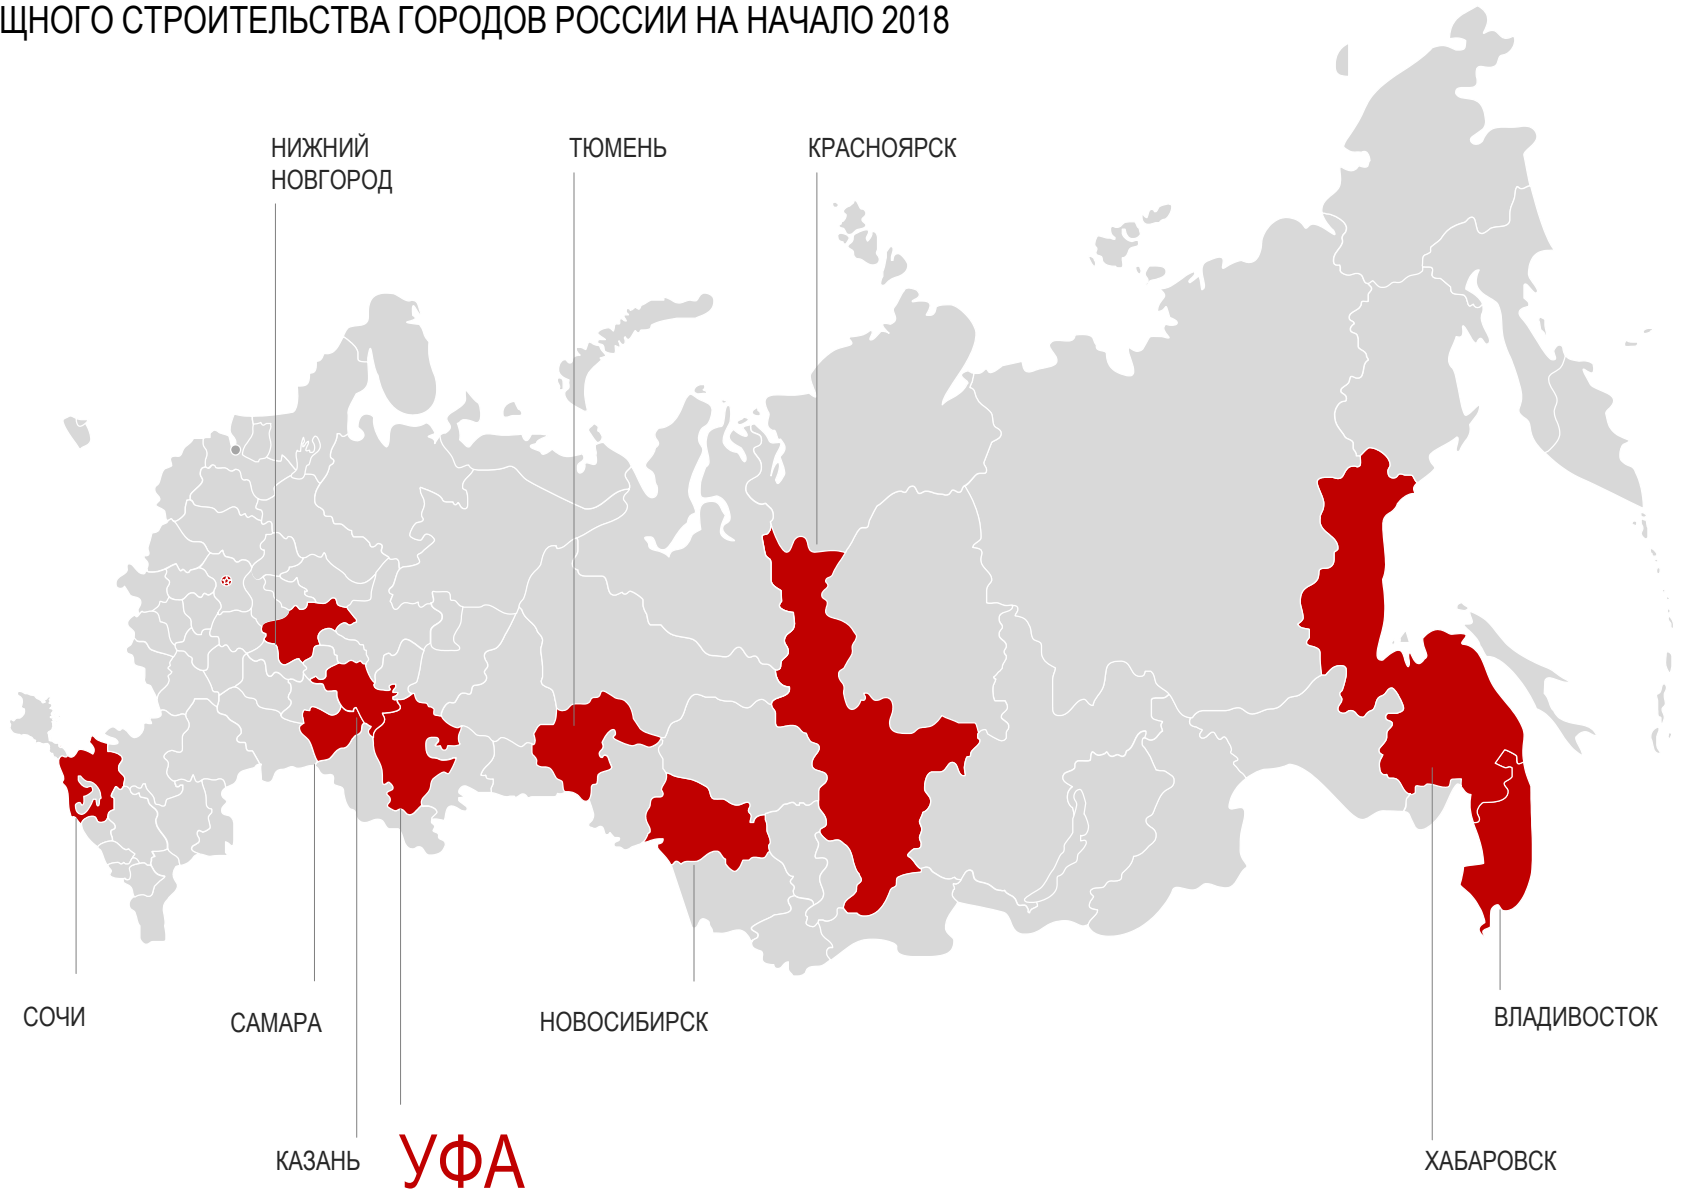 ЩНОГО СТРОИТЕЛЬСТВА ГОРОДОВ РОССИИ НА НАЧАЛО 2018
НИЖНИЙ
НОВГОРОД
ТЮМЕНЬ
КРАСНОЯРСК
СОЧИ
САМАРА
НОВОСИБИРСК
ВЛАДИВОСТОК
КАЗАНЬ
УФА
ХАБАРОВСК